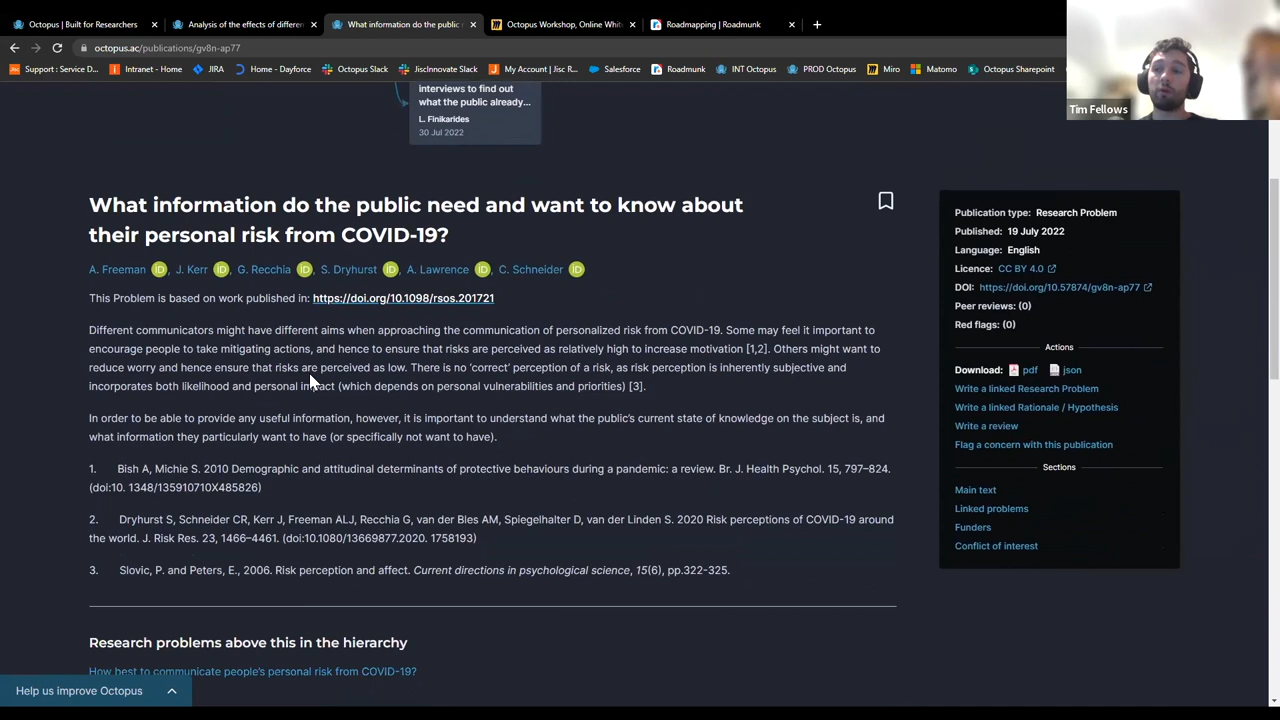 Octopus | Built for Researchers
Analysis of the effects of differen
What information do the public
Octopus Workshop, Online Whit
Roadmapping | Roadmunk
octopus.ac/publications/gv8n-ap77
Support : Service D... Intranet - Home JIRA Home - Dayforce Octopus Slack JiscInnovate Slack My Account | Jisc R... Salesforce Roadmunk INT Octopus PROD Octopus Miro Matomo Octopus Sharepoint
Tim Fellows
interviews to find out
what the public already...
L. Finikarides
30 Jul 2022
What information do the public need and want to know about
their personal risk from COVID-19?
A. Freeman iD J. Kerr iD G. Recchia iD S. Dryhurst iD A. Lawrence iD C. Schneider iD
This Problem is based on work published in: https://doi.org/10.1098/rsos.201721
Different communicators might have different aims when approaching the communication of personalized risk from COVID-19. Some may feel it important to
encourage people to take mitigating actions, and hence to ensure that risks are perceived as relatively high to increase motivation [1,2]. Others might want to
reduce worry and hence ensure that risks are perceived as low. There is no ‘correct’ perception of a risk, as risk perception is inherently subjective and
incorporates both likelihood and personal impact (which depends on personal vulnerabilities and priorities) [3].
In order to be able to provide any useful information, however, it is important to understand what the public’s current state of knowledge on the subject is, and
what information they particularly want to have (or specifically not want to have).
1. Bish A, Michie S. 2010 Demographic and attitudinal determinants of protective behaviours during a pandemic: a review. Br. J. Health Psychol. 15, 797–824.
(doi:10. 1348/135910710X485826)
2. Dryhurst S, Schneider CR, Kerr J, Freeman ALJ, Recchia G, van der Bles AM, Spiegelhalter D, van der Linden S. 2020 Risk perceptions of COVID-19 around
the world. J. Risk Res. 23, 1466–4461. (doi:10.1080/13669877.2020. 1758193)
3. Slovic, P. and Peters, E., 2006. Risk perception and affect. Current directions in psychological science, 15(6), pp.322-325.
Research problems above this in the hierarchy
How best to communicate people's personal risk from COVID-19?
Help us improve Octopus
Publication type: Research Problem
Published: 19 July 2022
Language: English
Licence: CC BY 4.0
DOI: https://doi.org/10.57874/gv8n-ap77
Peer reviews: (0)
Red flags: (0)
Actions
Download: pdf json
Write a linked Research Problem
Write a linked Rationale / Hypothesis
Write a review
Flag a concern with this publication
Sections
Main text
Linked problems
Funders
Conflict of interest